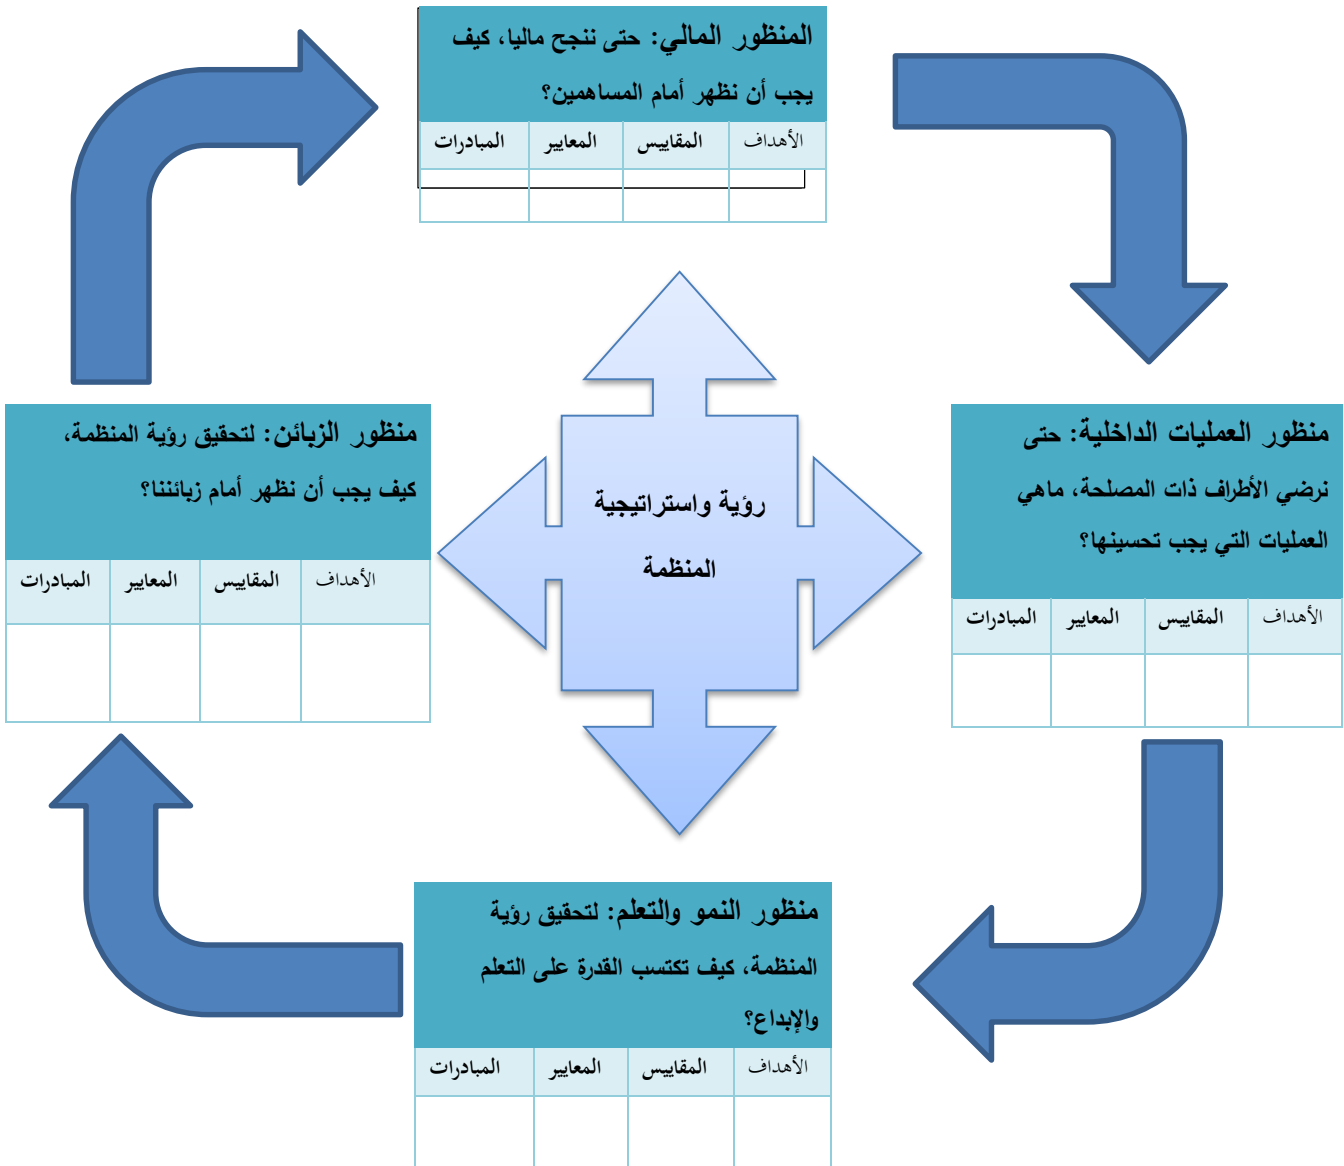 المنظور المالي: حتى ننجح ماليا، كيف
يجب أن نظهر أمام المساهمين؟
الأهداف المقاييس المعايير المبادرات
منظور العمليات الداخلية: حتى
نرضي الأطراف ذات المصلحة، ماهي
العمليات التي يجب تحسينها؟
الأهداف المقاييس المعايير المبادرات
رؤية واستراتيجية
المنظمة
منظور الزبائن: لتحقيق رؤية المنظمة،
كيف يجب أن نظهر أمام زبائننا؟
الأهداف المقاييس المعايير المبادرات
منظور النمو والتعلم: لتحقيق رؤية
المنظمة، كيف تكتسب القدرة على التعلم
والإبداع؟
الأهداف المقاييس المعايير المبادرات